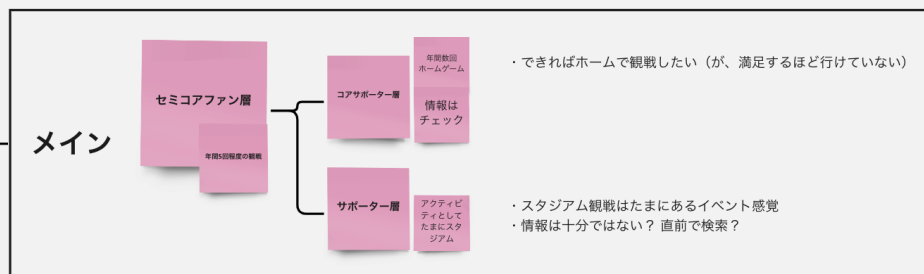 メイン
セミコアファン層
年間5回程度の観戦
コアサポーター層
年間数回
ホームゲーム
情報は
チェック
・できればホームで観戦したい（が、満足するほど行けていない）
サポーター層
アクティビ
ティとして
たまにスタ
ジアム
・スタジアム観戦はたまにあるイベント感覚
・情報は十分ではない？ 直前で検索？